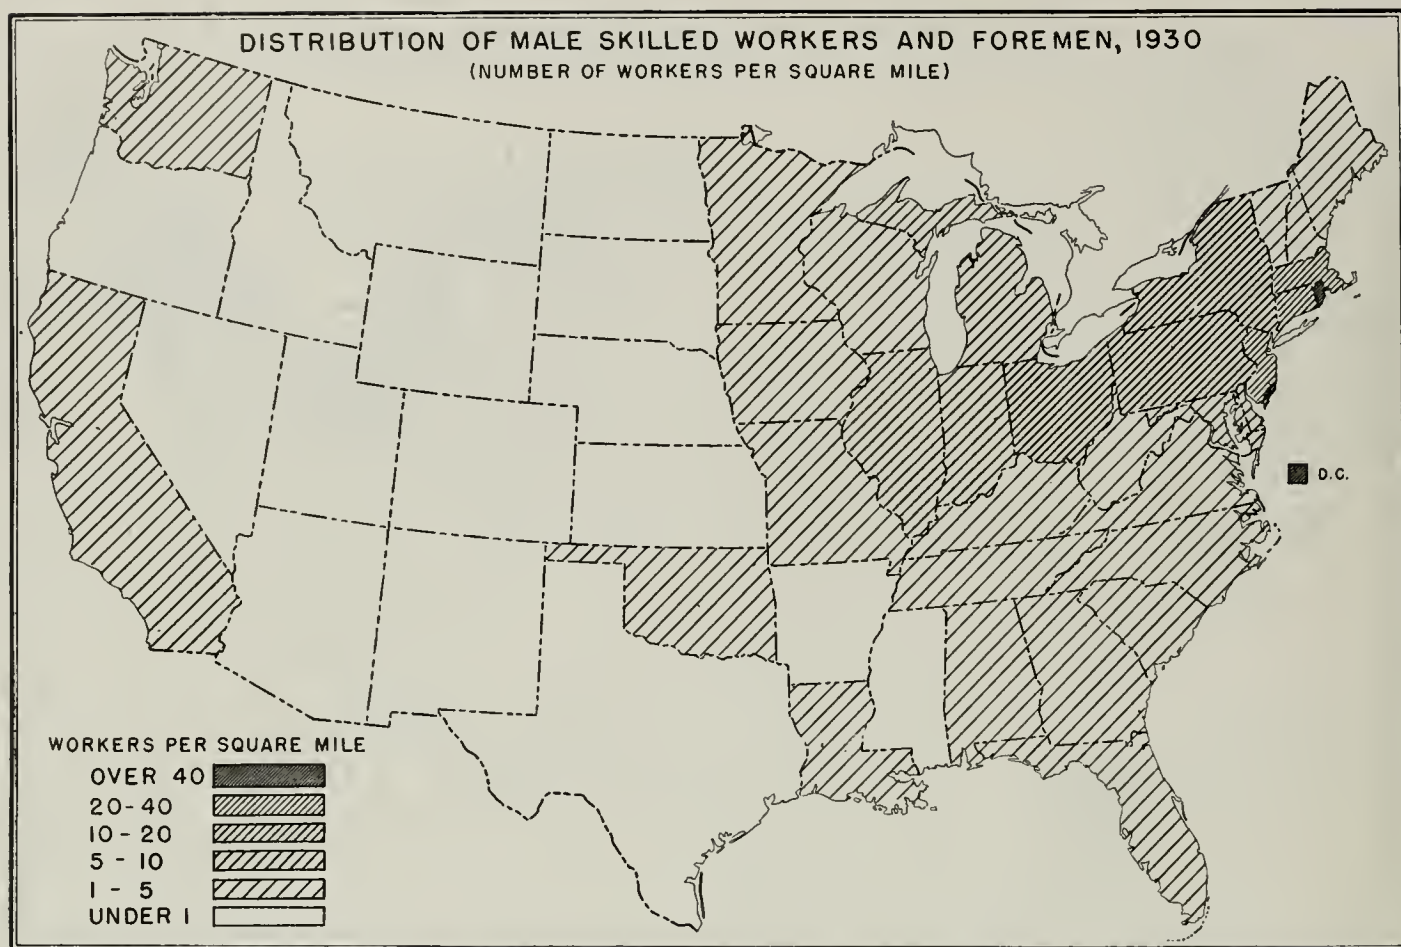 DISTRIBUTION OF MALE SKILLED WORKERS AND FOREMEN, 1930
(NUMBER OF WORKERS PER SQUARE MILE)
D.C.
WORKERS PER SQUARE MILE
OVER 40
20-40
10-20
5-10
1-5
UNDER 1